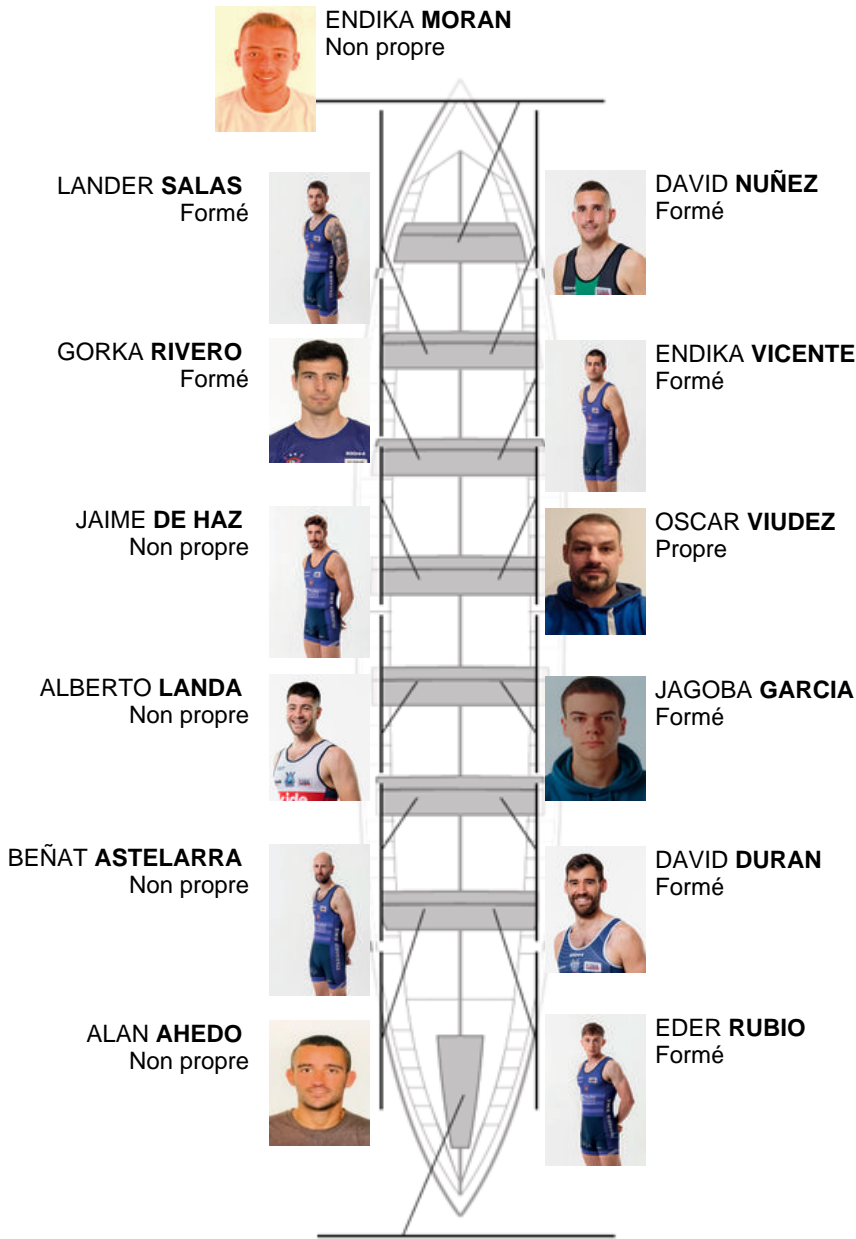 ENDIKA MORAN
Non propre
LANDER SALAS
Formé
DAVID NUÑEZ
Formé
GORKA RIVERO
Formé
ENDIKA VICENTE
Formé
JAIME DE HAZ
Non propre
OSCAR VIUDEZ
Propre
ALBERTO LANDA
Non propre
JAGOBA GARCIA
Formé
BEÑAT ASTELARRA
Non propre
DAVID DURAN
Formé
ALAN AHEDO
Non propre
EDER RUBIO
Formé